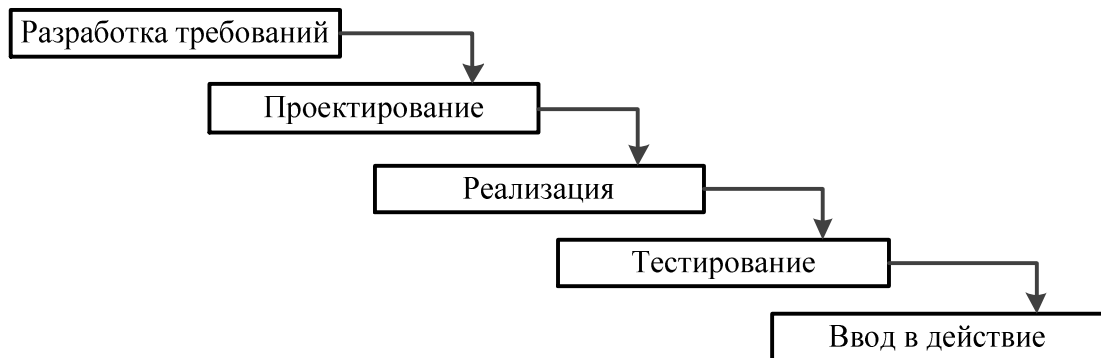 Разработка требований
Проектирование
Реализация
Тестирование
Ввод в действие